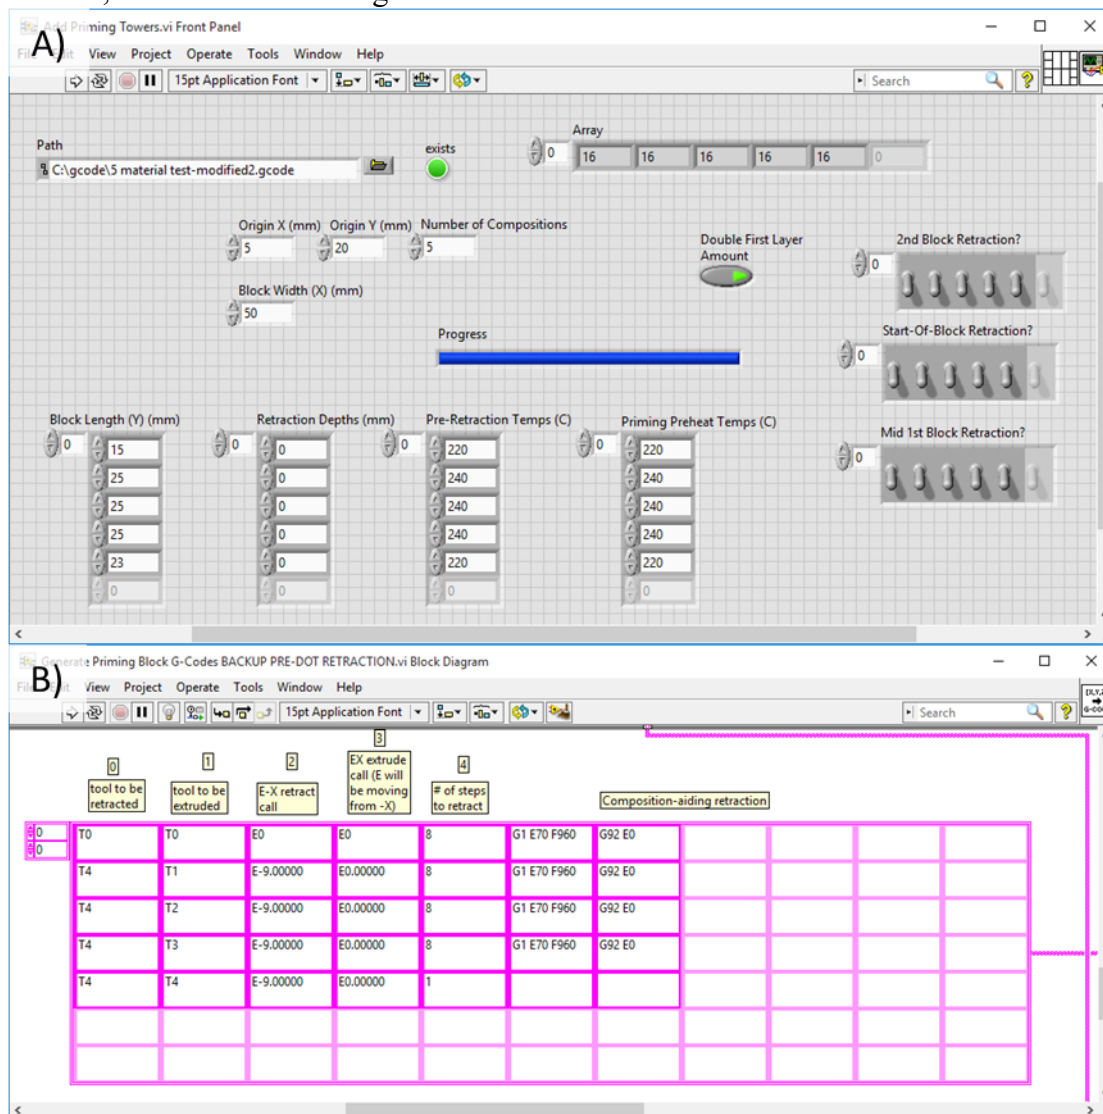 Add Priming Towers.vi Front Panel
A)
View Project Operate Tools Window Help
15pt Application Font
Search
Path
C:\gcode\5 material test-modified2.gcode
exists
Array
0 16 16 16 16 16 0
Origin X (mm) Origin Y (mm) Number of Compositions
5 20 5
Double First Layer
Amount
2nd Block Retraction?
0
Block Width (X) (mm)
50
Progress
Start-Of-Block Retraction?
0
Block Length (Y) (mm) Retraction Depths (mm) Pre-Retraction Temps (C) Priming Preheat Temps (C)
Mid 1st Block Retraction?
0
0 15 0 0 0 220 0 220
25 0 240 240
25 0 240 240
25 0 240 240
23 0 220 220
0 0 0 0
Generate Priming Block G-Codes BACKUP PRE-DOT RETRACTION.vi Block Diagram
B)
View Project Operate Tools Window Help
15pt Application Font
Search
0 1 2 3 4
tool to be
retracted
tool to be
extruded
E-X retract
call
EX extrude
call (E will
be moving
from -X)
# of steps
to retract
Composition-aiding retraction
0
0
T0 T0 E0 E0 8 G1 E70 F960 G92 E0
T4 T1 E-9.00000 E0.00000 8 G1 E70 F960 G92 E0
T4 T2 E-9.00000 E0.00000 8 G1 E70 F960 G92 E0
T4 T3 E-9.00000 E0.00000 8 G1 E70 F960 G92 E0
T4 T4 E-9.00000 E0.00000 1